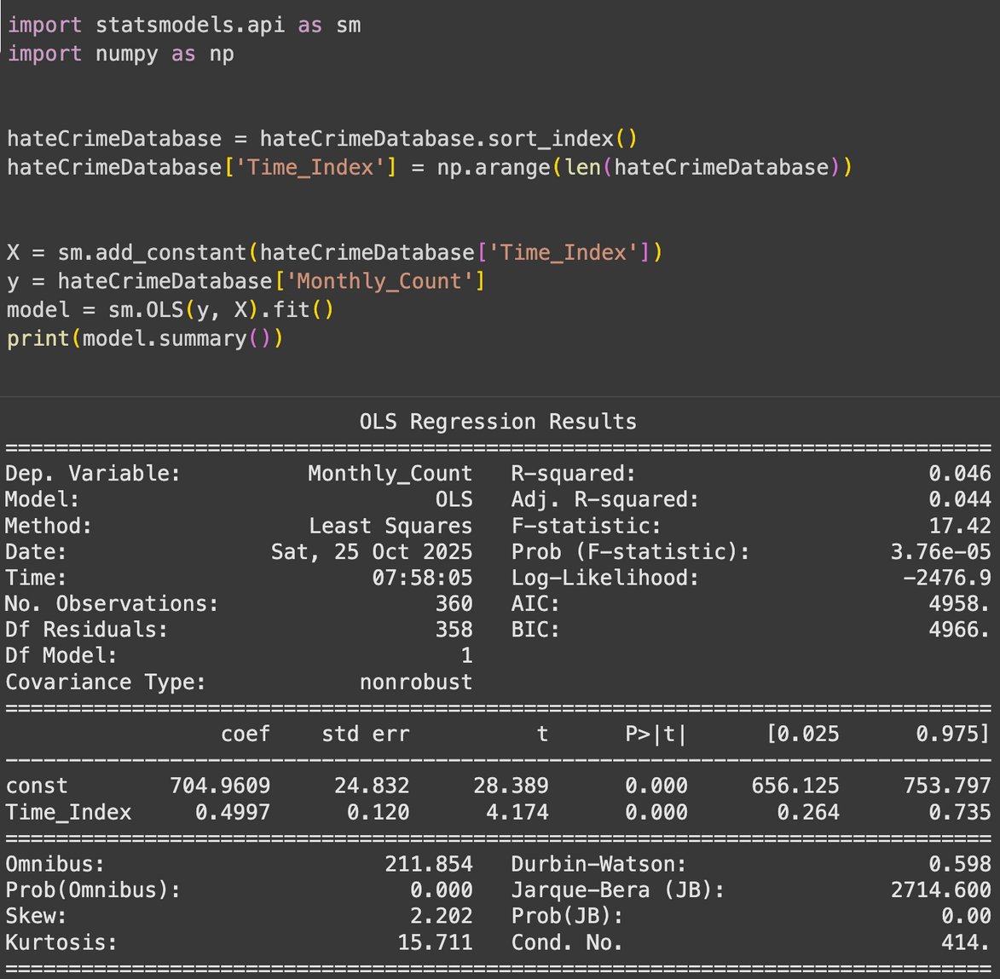 import statsmodels.api as sm
import numpy as np
hateCrimeDatabase = hateCrimeDatabase.sort_index()
hateCrimeDatabase['Time_Index'] = np.arange(len(hateCrimeDatabase))
X = sm.add_constant(hateCrimeDatabase['Time_Index'])
y = hateCrimeDatabase['Monthly_Count']
model = sm.OLS(y, X).fit()
print(model.summary())
OLS Regression Results
==============================================================================
Dep. Variable:          Monthly_Count   R-squared:                       0.046
Model:                            OLS   Adj. R-squared:                  0.044
Method:                 Least Squares   F-statistic:                     17.42
Date:                Sat, 25 Oct 2025   Prob (F-statistic):           3.76e-05
Time:                        07:58:05   Log-Likelihood:                -2476.9
No. Observations:                 360   AIC:                             4958.
Df Residuals:                     358   BIC:                             4966.
Df Model:                           1
Covariance Type:            nonrobust
==============================================================================
                 coef    std err          t      P>|t|      [0.025      0.975]
------------------------------------------------------------------------------
const        704.9609     24.832     28.389      0.000     656.125     753.797
Time_Index     0.4997      0.120      4.174      0.000       0.264       0.735
==============================================================================
Omnibus:                      211.854   Durbin-Watson:                   0.598
Prob(Omnibus):                  0.000   Jarque-Bera (JB):             2714.600
Skew:                           2.202   Prob(JB):                         0.00
Kurtosis:                      15.711   Cond. No.                         414.
==============================================================================